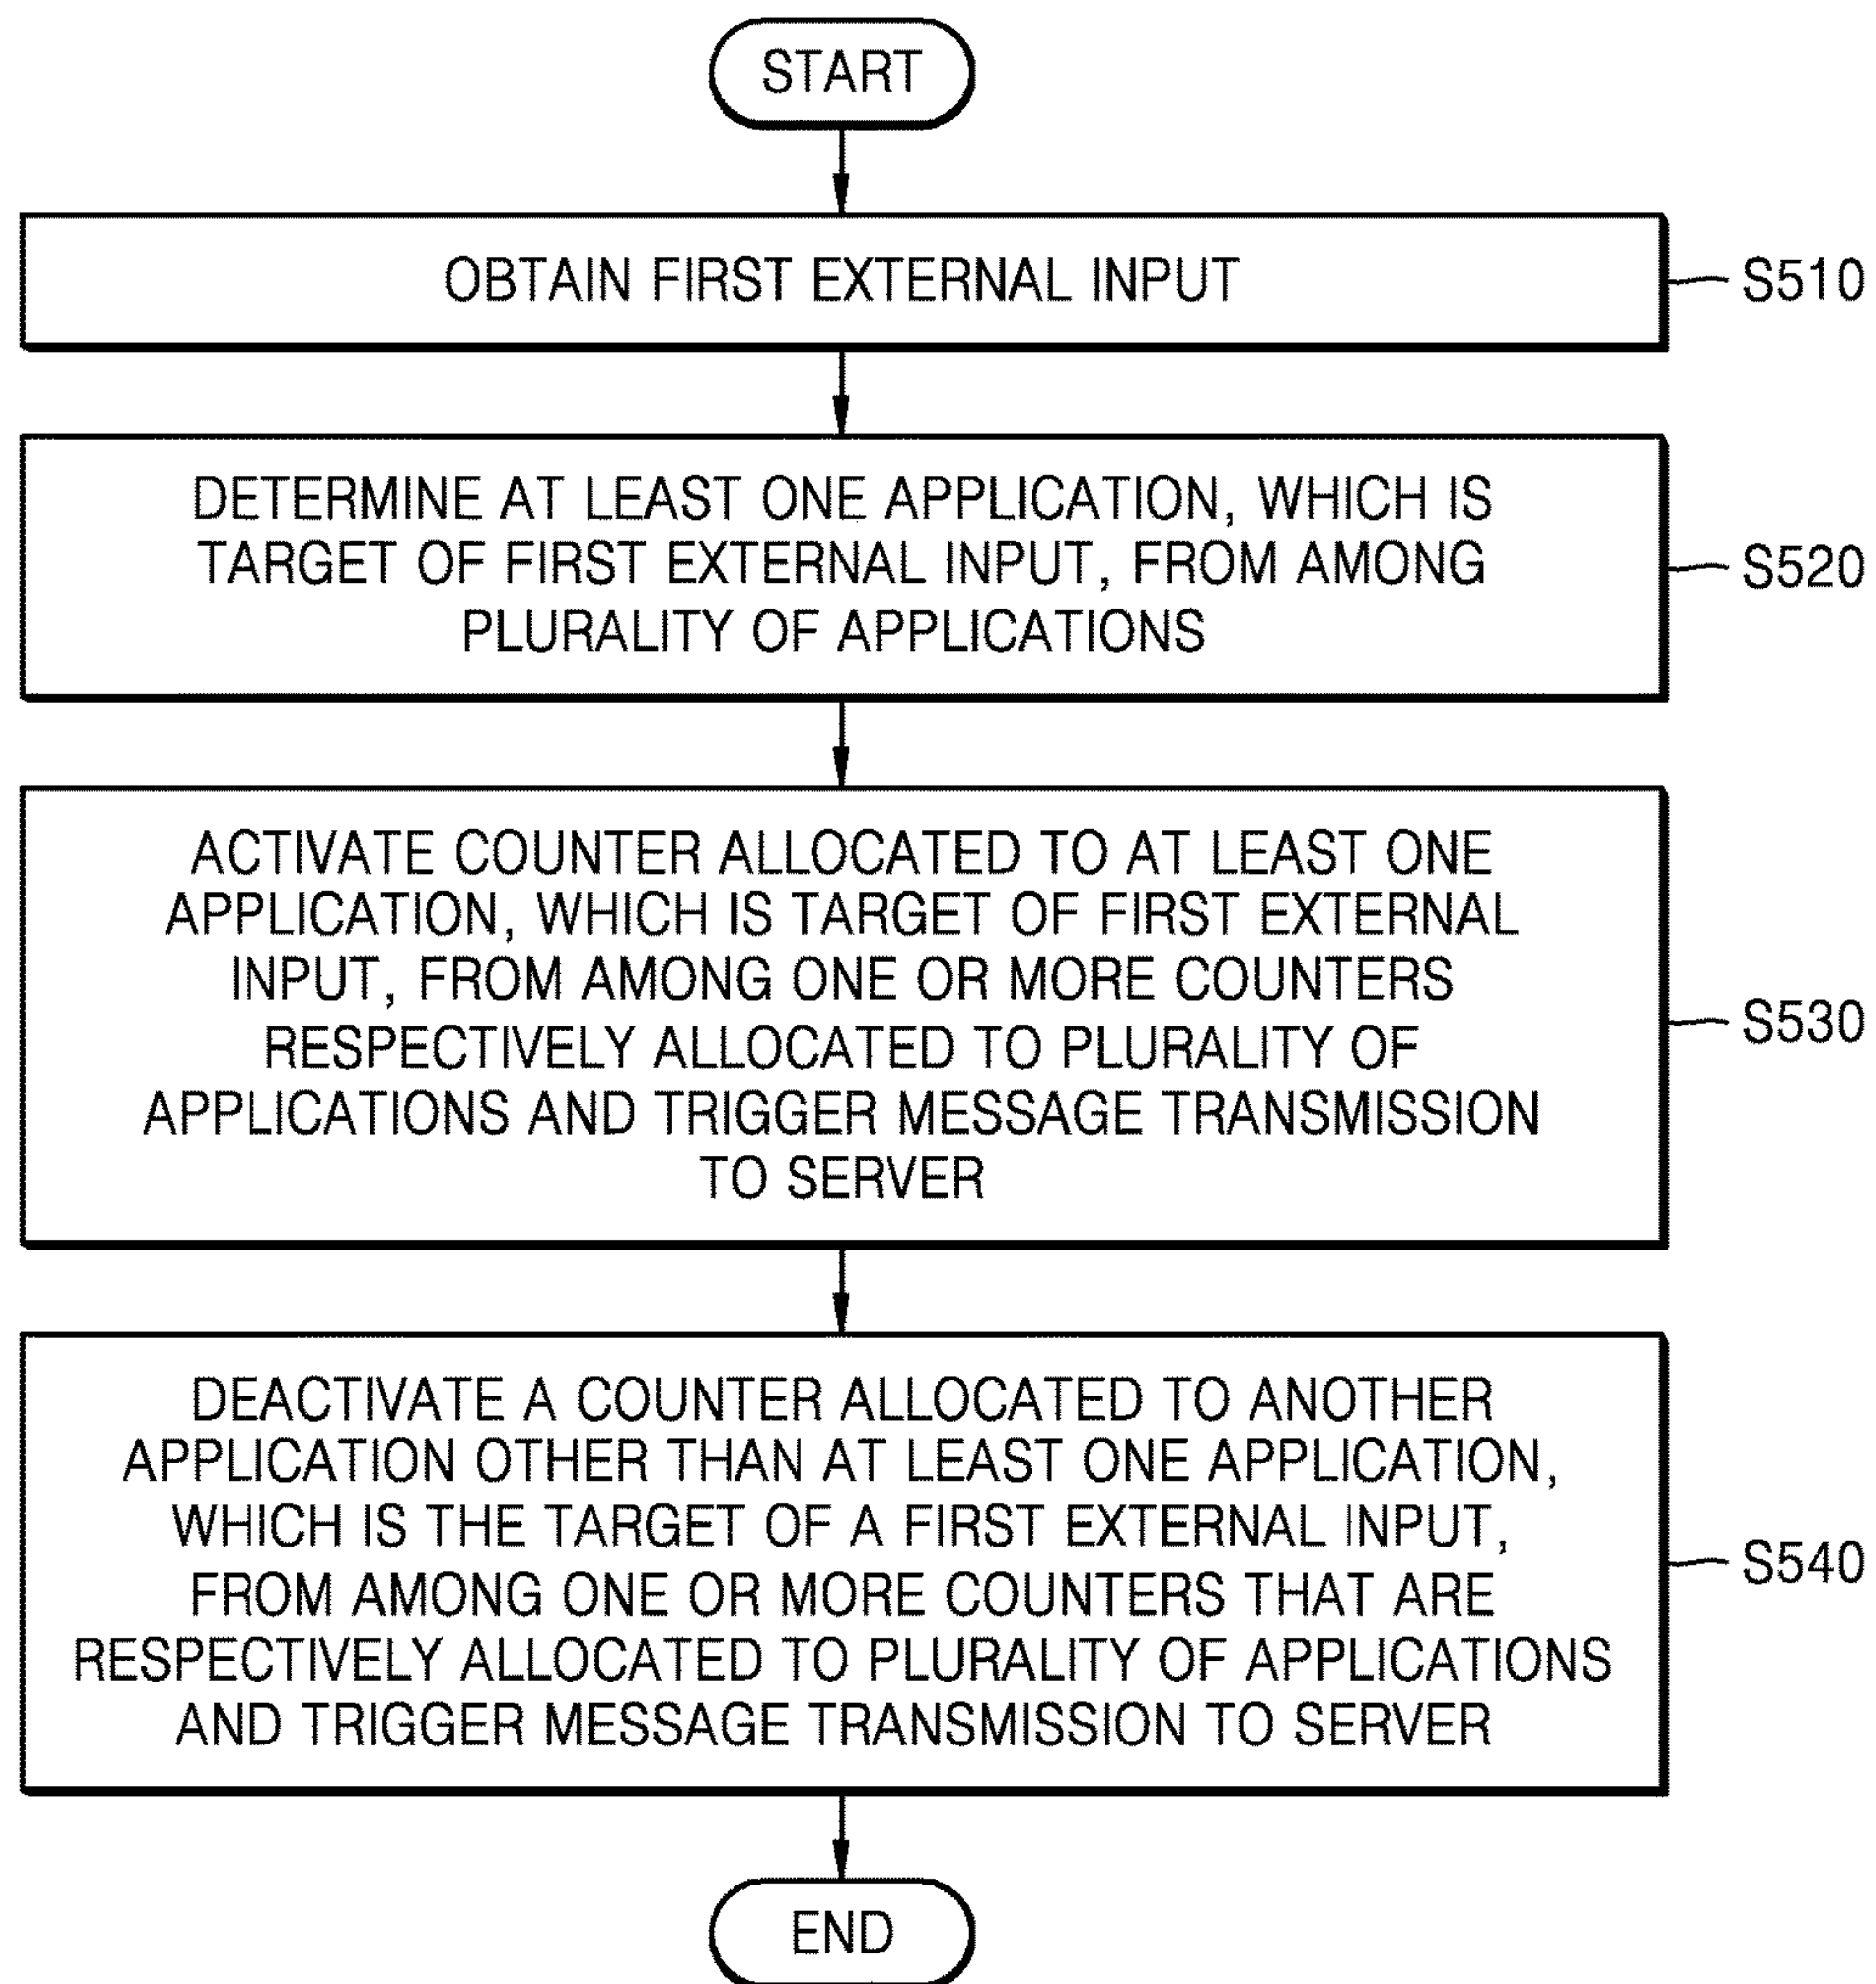 START
OBTAIN FIRST EXTERNAL INPUT
S510
DETERMINE AT LEAST ONE APPLICATION, WHICH IS
TARGET OF FIRST EXTERNAL INPUT, FROM AMONG
PLURALITY OF APPLICATIONS
S520
ACTIVATE COUNTER ALLOCATED TO AT LEAST ONE
APPLICATION, WHICH IS TARGET OF FIRST EXTERNAL
INPUT, FROM AMONG ONE OR MORE COUNTERS
RESPECTIVELY ALLOCATED TO PLURALITY OF
APPLICATIONS AND TRIGGER MESSAGE TRANSMISSION
TO SERVER
S530
DEACTIVATE A COUNTER ALLOCATED TO ANOTHER
APPLICATION OTHER THAN AT LEAST ONE APPLICATION,
WHICH IS THE TARGET OF A FIRST EXTERNAL INPUT,
FROM AMONG ONE OR MORE COUNTERS THAT ARE
RESPECTIVELY ALLOCATED TO PLURALITY OF APPLICATIONS
AND TRIGGER MESSAGE TRANSMISSION TO SERVER
S540
END